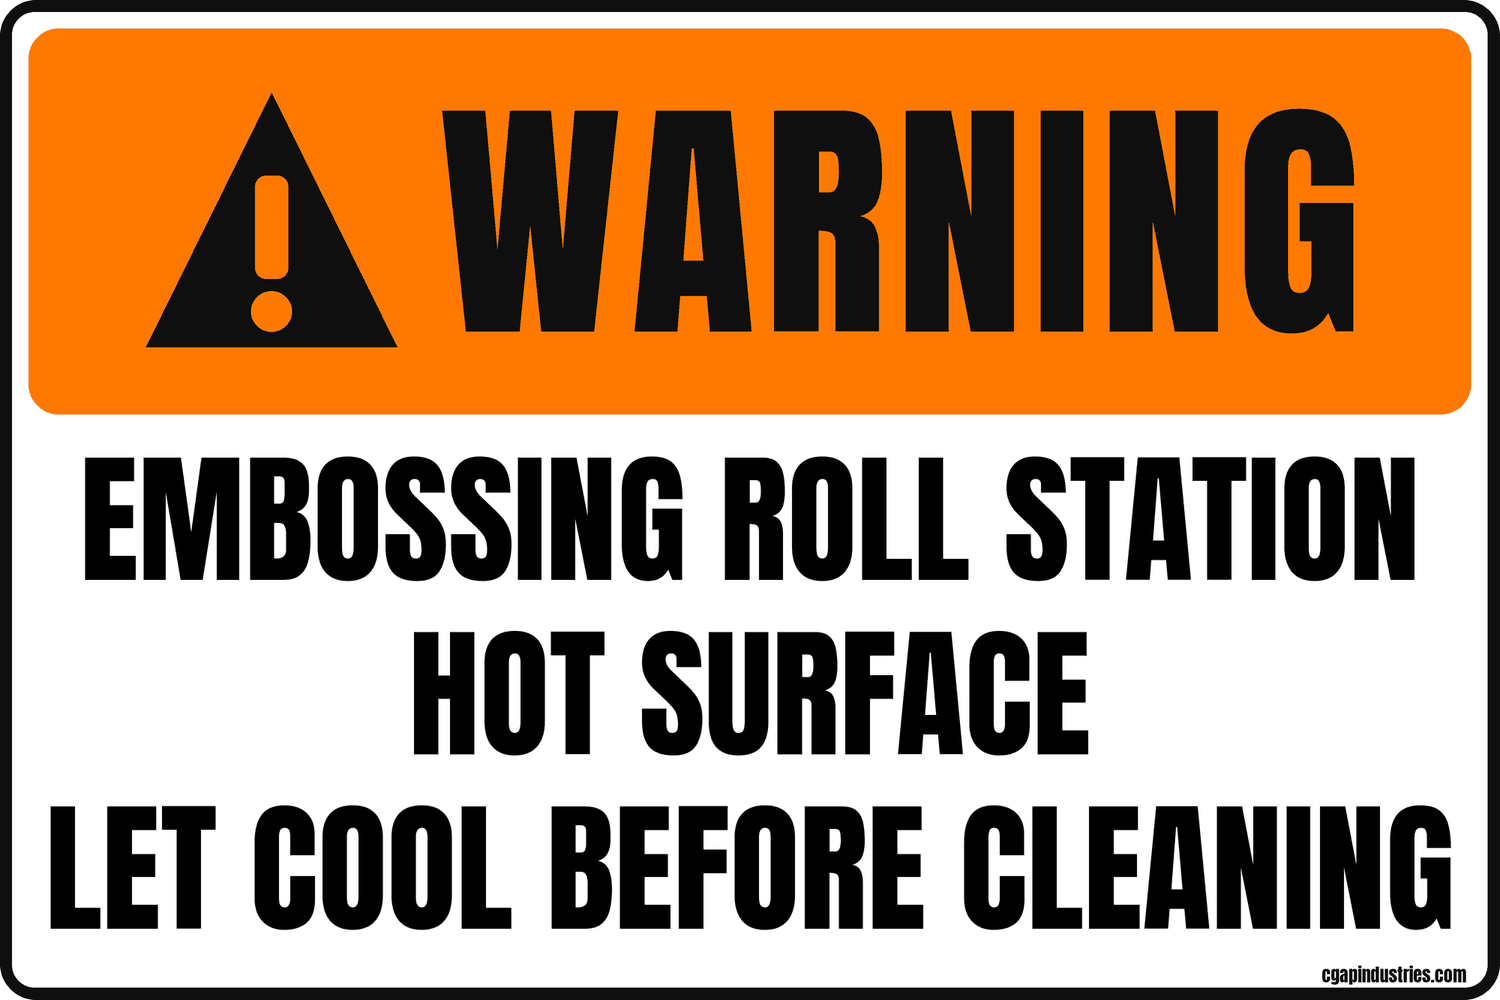 WARNING
EMBOSSING ROLL STATION
HOT SURFACE
LET COOL BEFORE CLEANING
cgapindustries.com